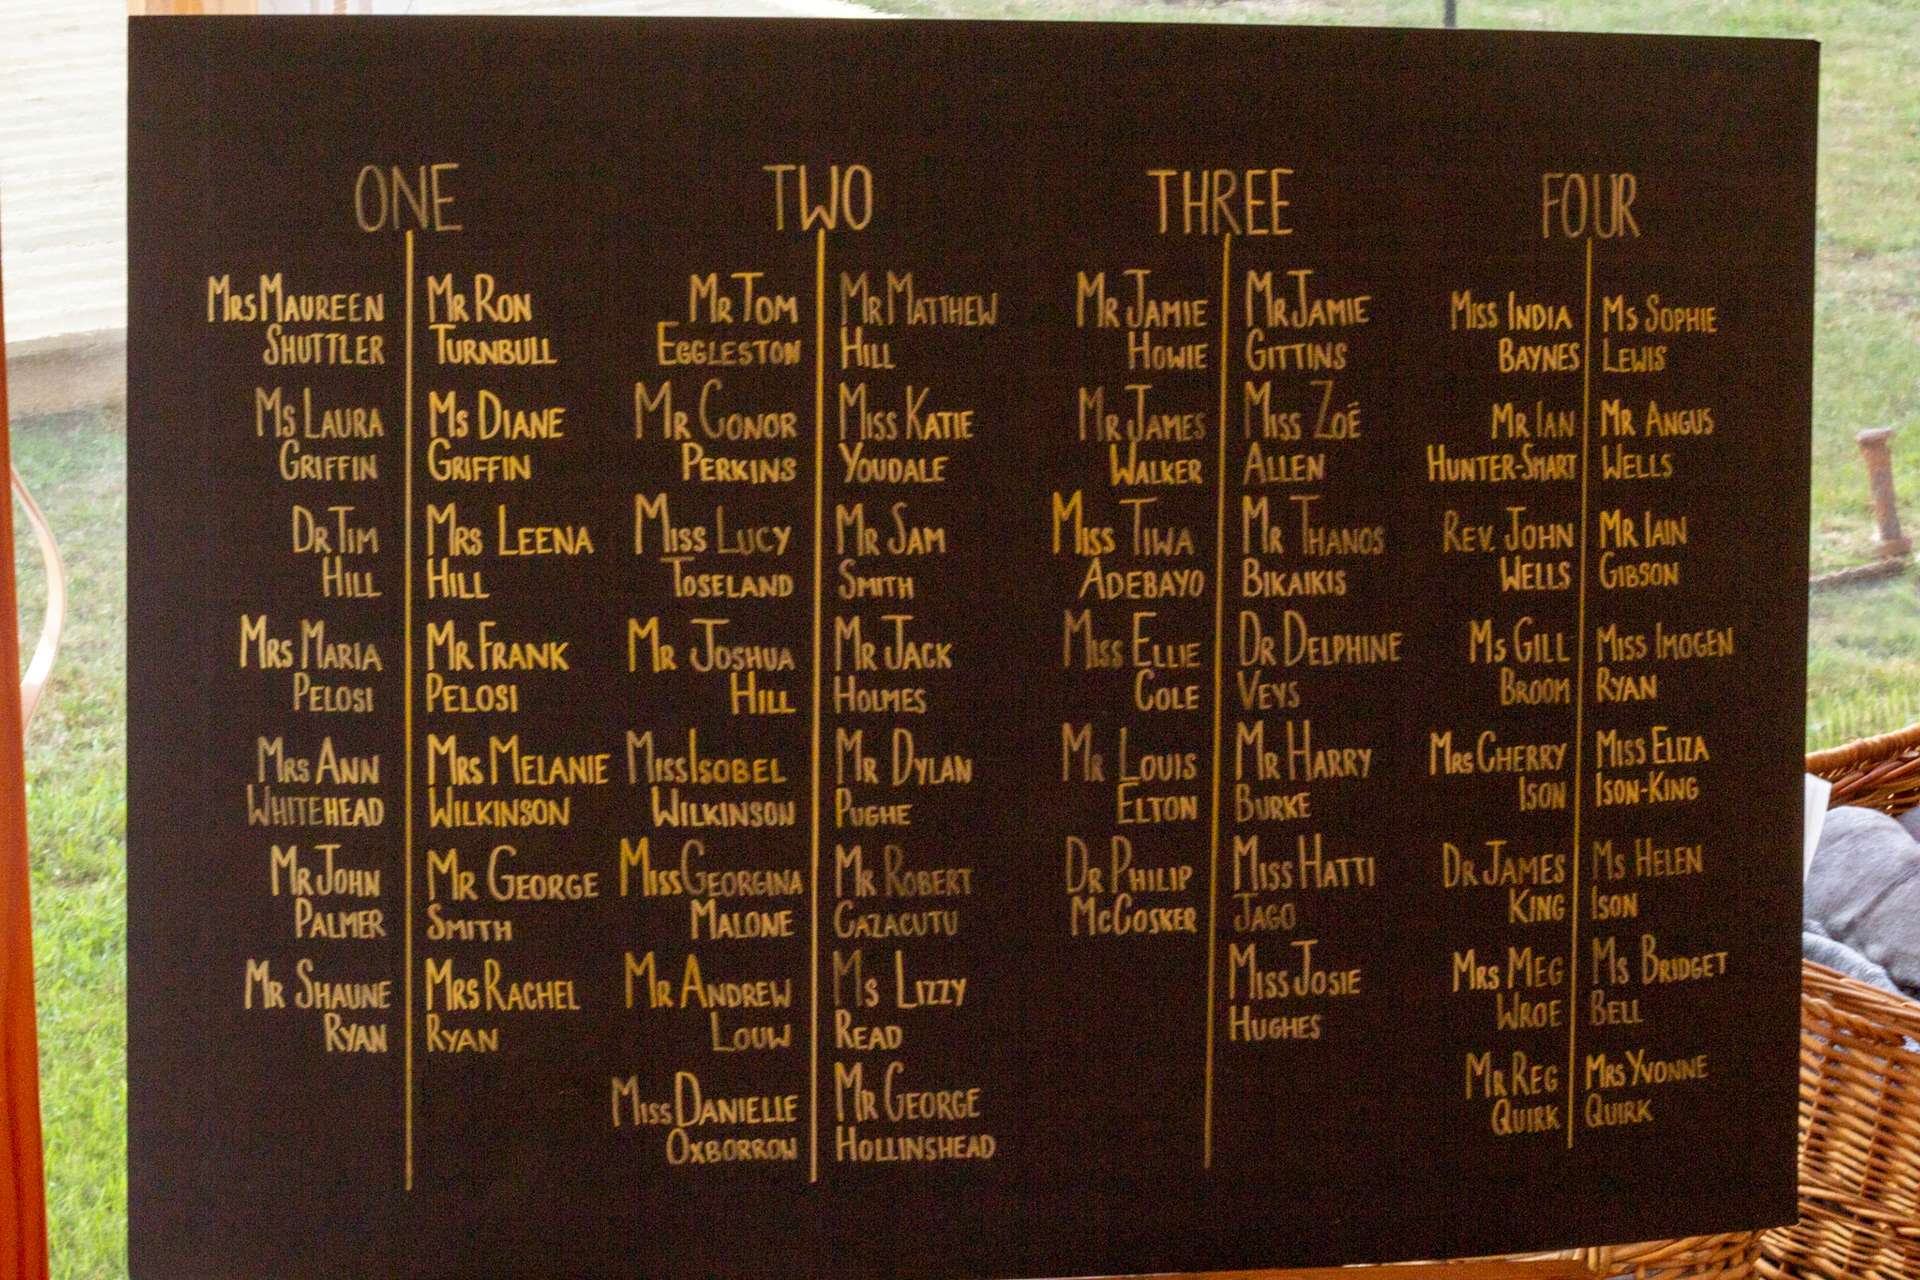 ONE
MRS MAUREEN
SHUTTLER
MR RON
TURNBULL
MS LAURA
GRIFFIN
MS DIANE
GRIFFIN
DR TIM
HILL
MRS LEENA
HILL
MRS MARIA
PELOSI
MR FRANK
PELOSI
MRS ANN
WHITEHEAD
MRS MELANIE
WILKINSON
MR JOHN
PALMER
MR GEORGE
SMITH
MR SHAUNE
RYAN
MRS RACHEL
RYAN
TWO
MR TOM
EGGLESTON
MR MATTHEW
HILL
MR CONOR
PERKINS
MISS KATIE
YOUDALE
MISS LUCY
TOSELAND
MR SAM
SMITH
MR JOSHUA
HILL
MR JACK
HOLMES
MISS ISOBEL
WILKINSON
MR DYLAN
PUGHE
MISS GEORGINA
MALONE
MR ROBERT
CAZACUTU
MR ANDREW
LOUW
MS LIZZY
READ
MISS DANIELLE
OXBORROW
MR GEORGE
HOLLINSHEAD
THREE
MR JAMIE
HOWIE
MR JAMIE
GITTINS
MR JAMES
WALKER
MISS ZOË
ALLEN
MISS TIWA
ADEBAYO
MR THANOS
BIKAIKIS
MISS ELLIE
COLE
DR DELPHINE
VEYS
MR LOUIS
ELTON
MR HARRY
BURKE
DR PHILIP
MCCOSKER
MISS HATTI
JAGO
MISS JOSIE
HUGHES
FOUR
MISS INDIA
BAYNES
MS SOPHIE
LEWIS
MR IAN
HUNTER-SMART
MR ANGUS
WELLS
REV. JOHN
WELLS
MR IAIN
GIBSON
MS GILL
BROOM
MISS IMOGEN
RYAN
MRS CHERRY
ISON
MISS ELIZA
ISON-KING
DR JAMES
KING
MS HELEN
ISON
MRS MEG
WROE
MS BRIDGET
BELL
MR REG
QUIRK
MRS YVONNE
QUIRK